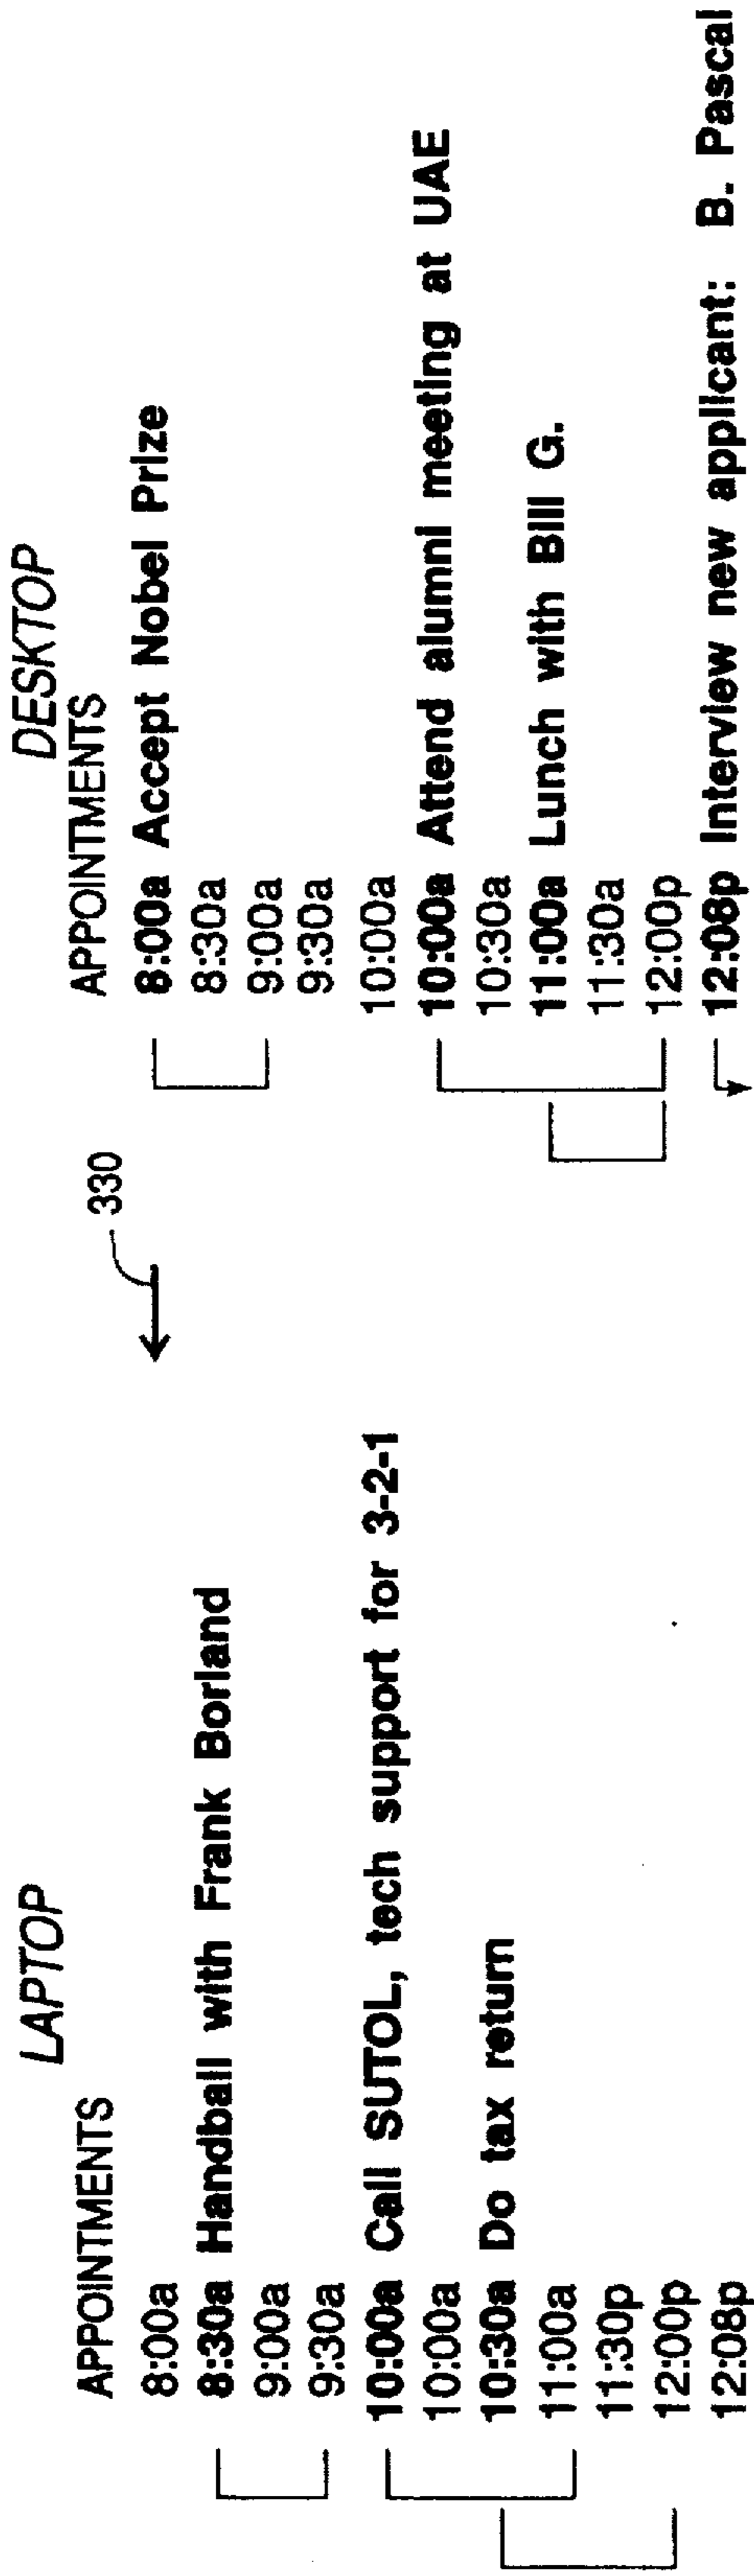 LAPTOP
APPOINTMENTS
8:00a
8:30a Handball with Frank Borland
9:00a
9:30a
10:00a Call SUTOL, tech support for 3-2-1
10:00a
10:30a Do tax return
11:00a
11:30p
12:00p
12:08p
330
DESKTOP
APPOINTMENTS
8:00a Accept Nobel Prize
8:30a
9:00a
9:30a
10:00a
10:00a Attend alumni meeting at UAE
10:30a
11:00a Lunch with Bill G.
11:30a
12:00p
12:08p Interview new applicant: B. Pascal